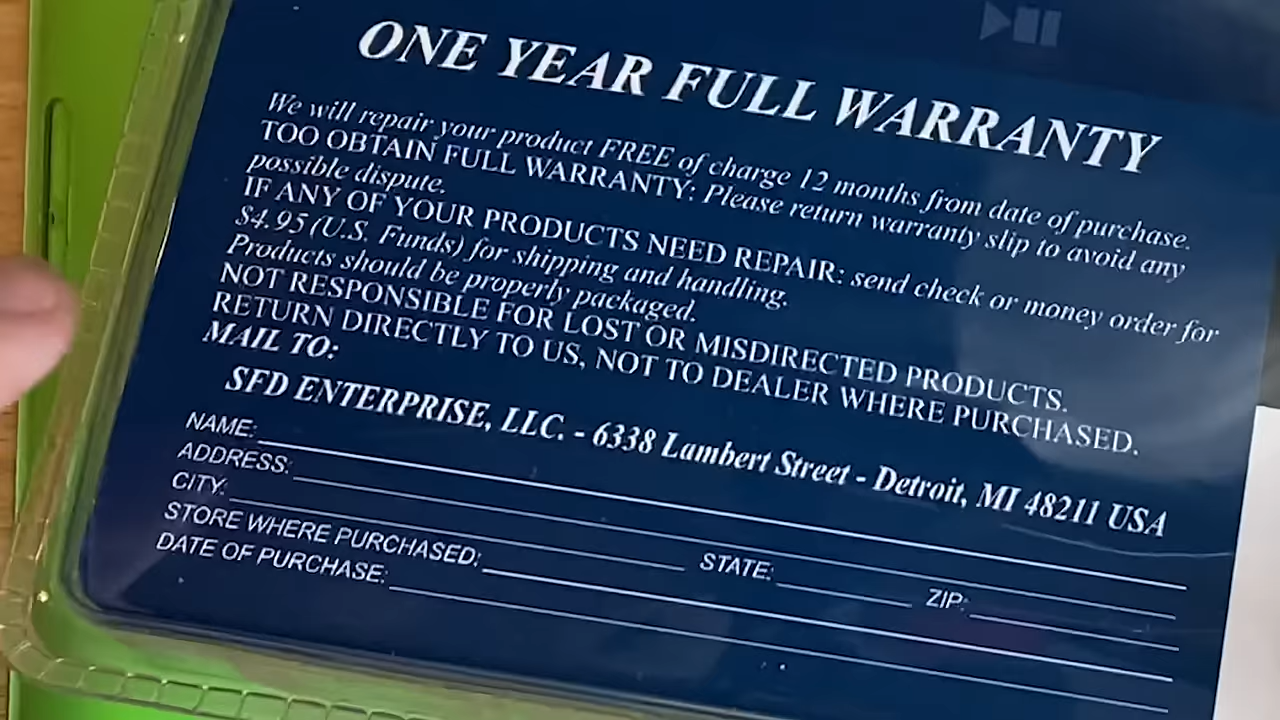 ONE YEAR FULL WARRANTY
We will repair your product FREE of charge 12 months from date of purchase.
TOO OBTAIN FULL WARRANTY: Please return warranty slip to avoid any
possible dispute.
IF ANY OF YOUR PRODUCTS NEED REPAIR: send check or money order for
$4.95 (U.S. Funds) for shipping and handling.
Products should be properly packaged.
NOT RESPONSIBLE FOR LOST OR MISDIRECTED PRODUCTS.
RETURN DIRECTLY TO US, NOT TO DEALER WHERE PURCHASED.
MAIL TO:
SFD ENTERPRISE, LLC. - 6338 Lambert Street - Detroit, MI 48211 USA
NAME:
ADDRESS:
CITY: STATE: ZIP:
STORE WHERE PURCHASED:
DATE OF PURCHASE: